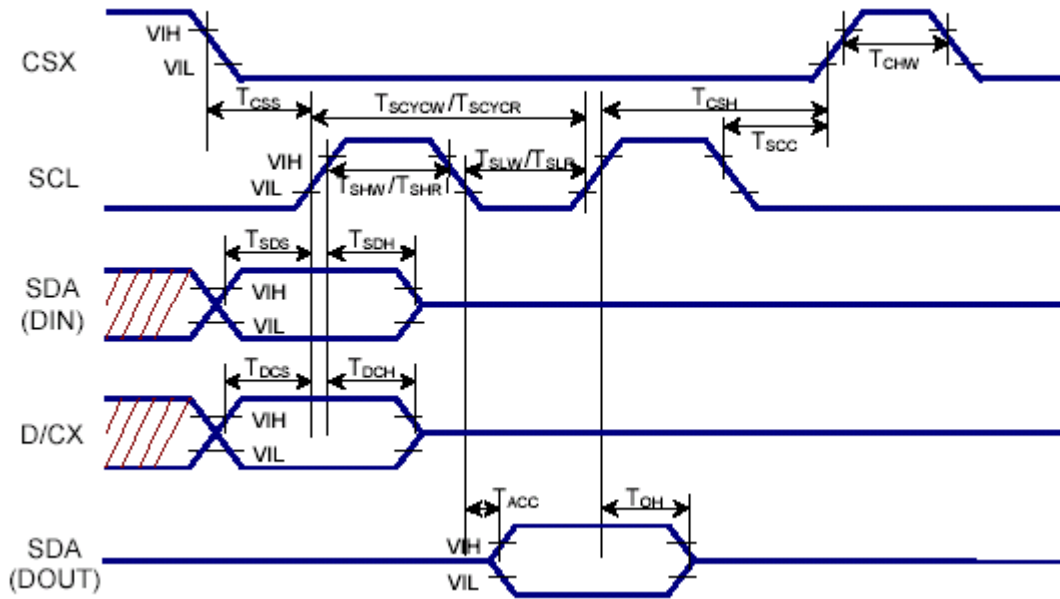 CSX
VIH
VIL
TCSS
TSCYCW/TSCYCR
TCSH
TCHW
TSCC
SCL
VIH
VIL
TSHW/TSHR
TSLW/TSLR
SDA
(DIN)
TSDS
TSDH
VIH
VIL
D/CX
TDCS
TDCH
VIH
VIL
SDA
(DOUT)
TACC
TOH
VIH
VIL